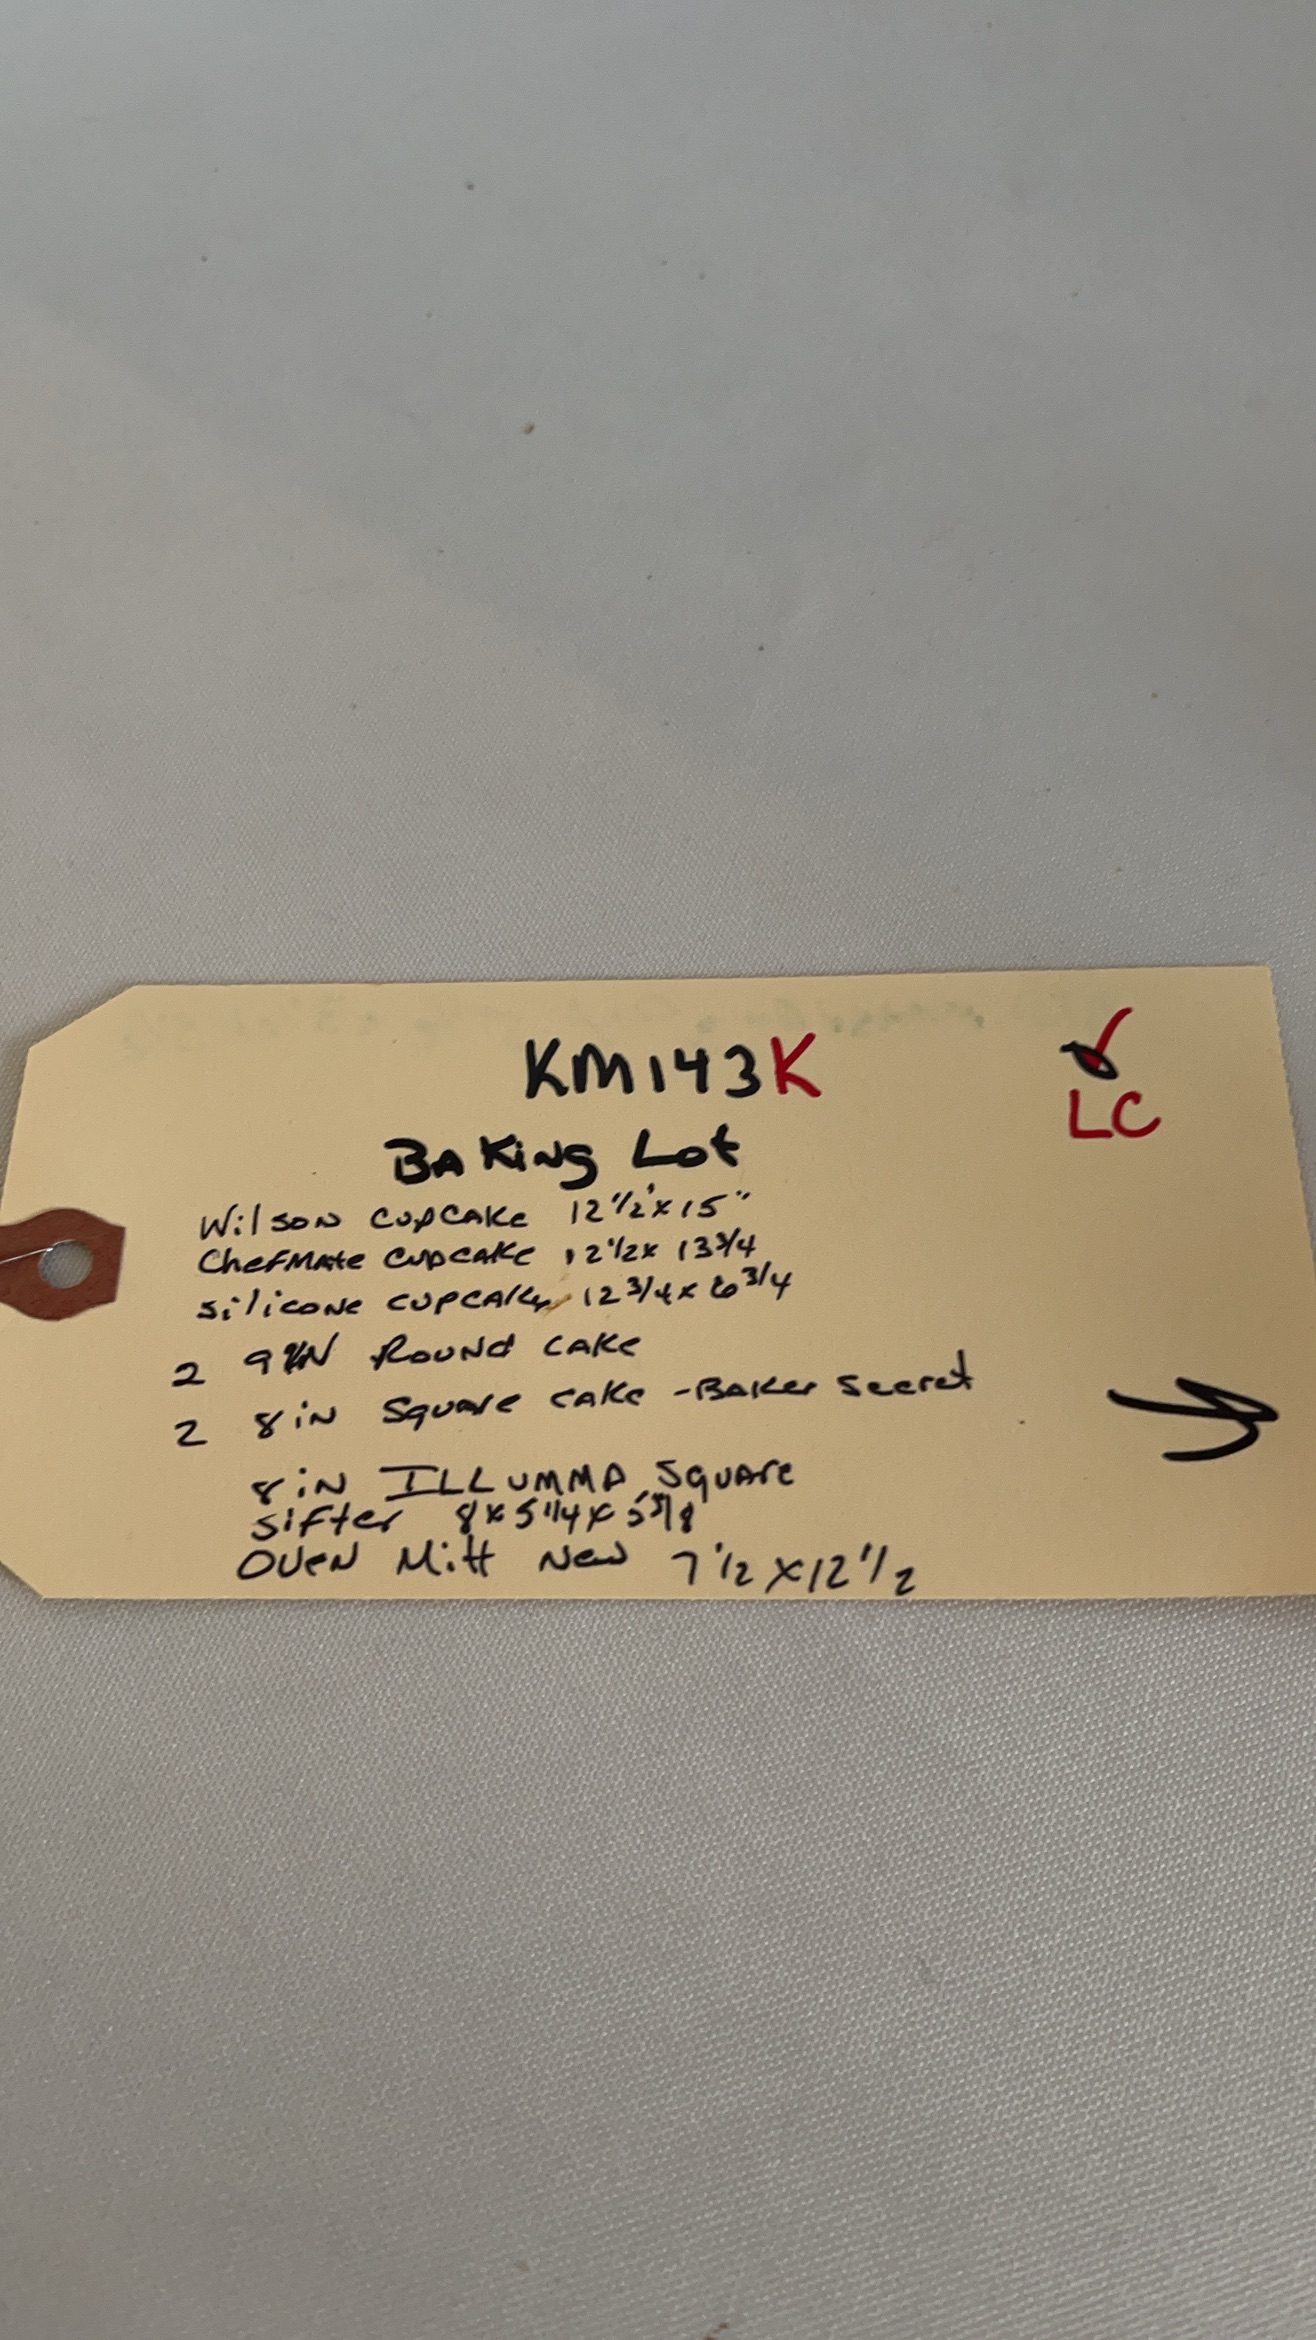 KM143K
LC
Baking Lot
Wilson cupcake 12 1/2 x 15"
Chefmate cupcake 12 1/2 x 13 3/4
silicone cupcake 12 3/4 x 6 3/4
2 9 IN Round cake
2 8 in Square cake - Baker Secret
8 in ILLUMMA Square
sifter 8 x 5 1/4 x 5 5/8
Oven Mitt New 7 1/2 x 12 1/2